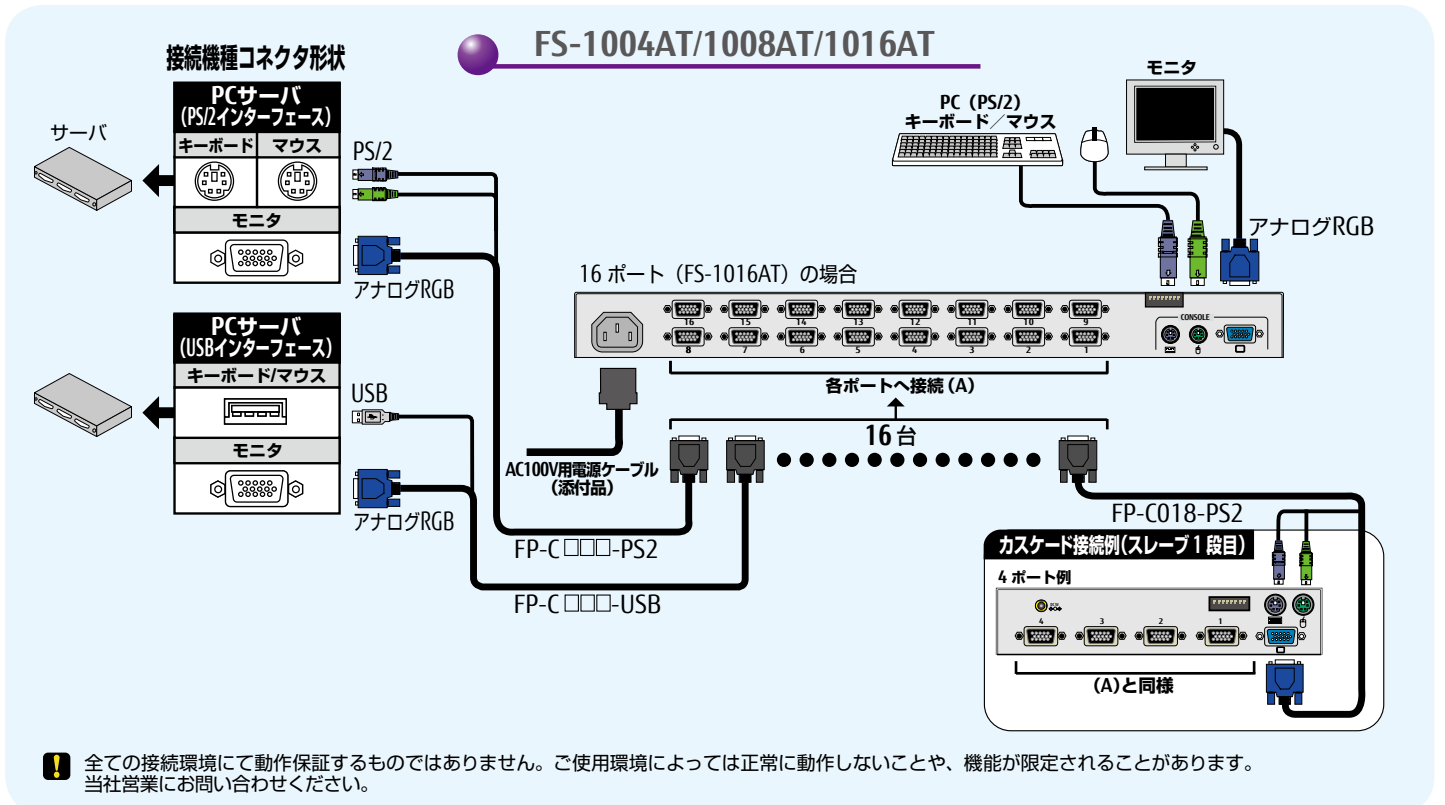 FS-1004AT/1008AT/1016AT
接続機種コネクタ形状
PCサーバ
(PS/2インターフェース)
キーボード
マウス
モニタ
サーバ
PS/2
アナログRGB
PCサーバ
(USBインターフェース)
キーボード/マウス
モニタ
USB
アナログRGB
モニタ
PC (PS/2)
キーボード／マウス
アナログRGB
16 ポート（FS-1016AT）の場合
16
15
14
13
12
11
10
9
8
7
6
5
4
3
2
1
CONSOLE
各ポートへ接続（A）
16台
AC100V用電源ケーブル
（添付品）
FP-C□□□-PS2
FP-C□□□-USB
FP-C018-PS2
カスケード接続例(スレーブ１段目)
4 ポート例
4
3
2
1
(A)と同様
全ての接続環境にて動作保証するものではありません。ご使用環境によっては正常に動作しないことや、機能が限定されることがあります。
当社営業にお問い合わせください。